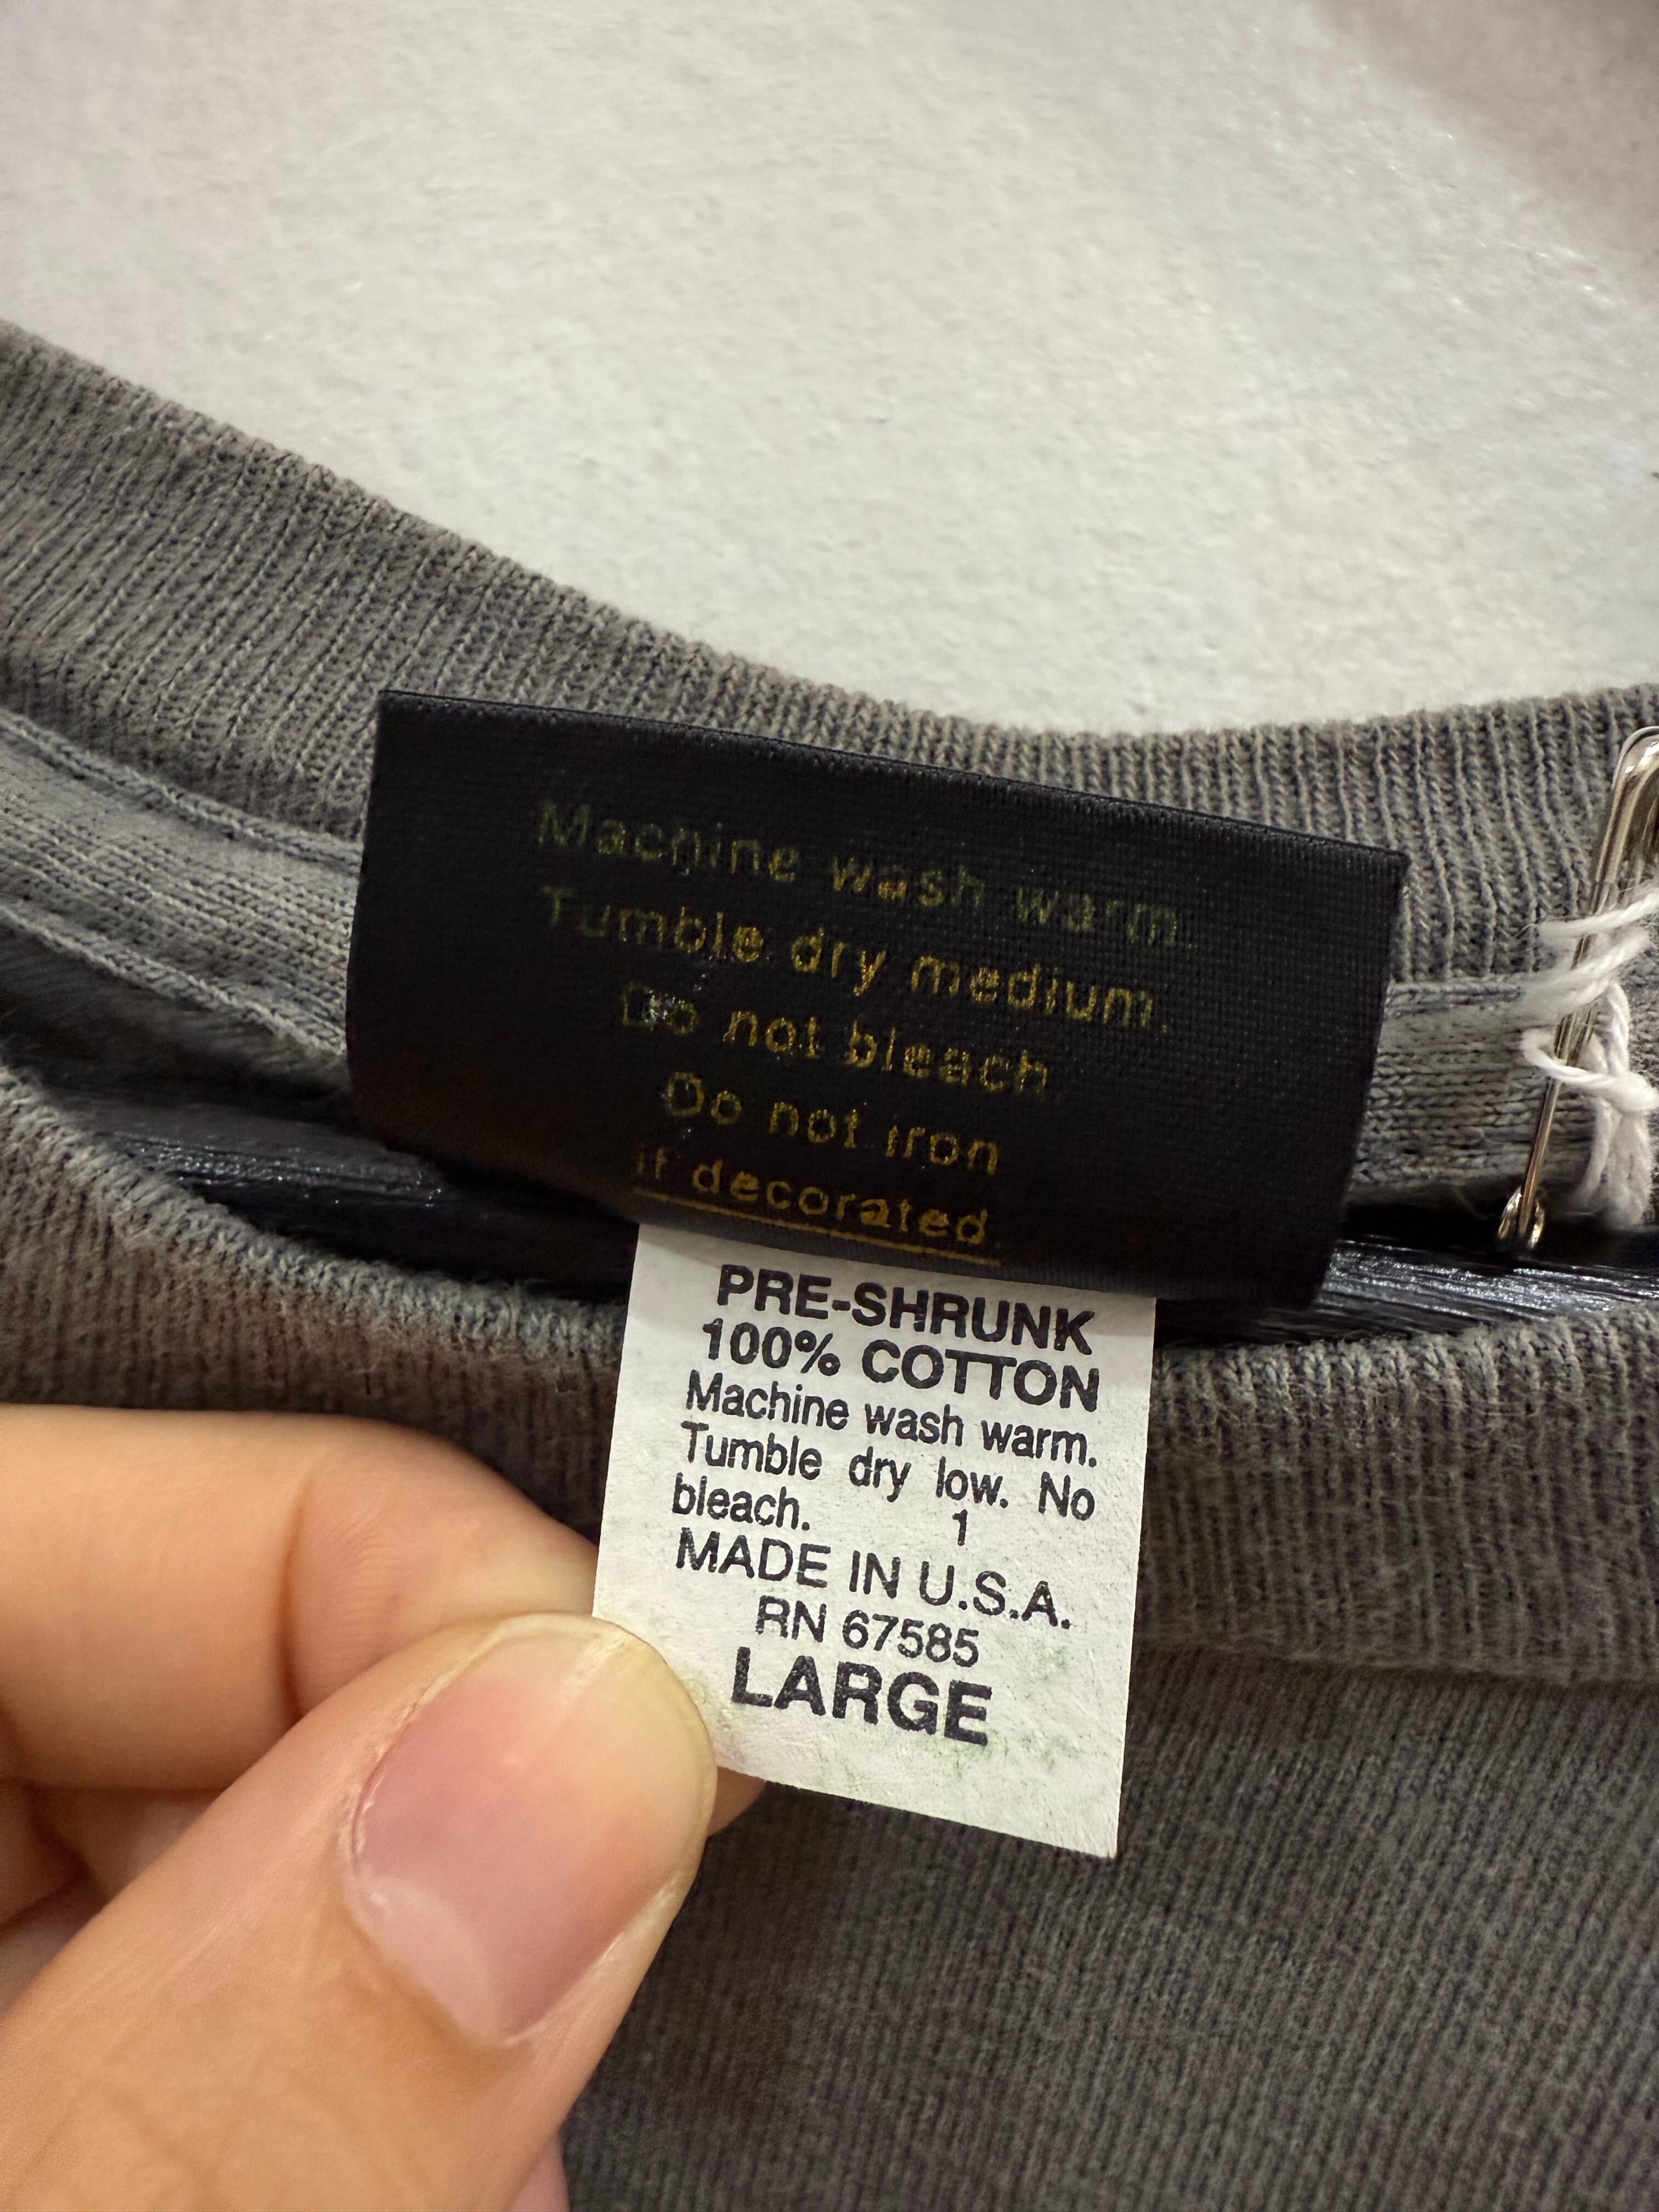 Machine wash warm.
Tumble dry medium.
Do not bleach.
Do not iron
if decorated.
PRE-SHRUNK
100% COTTON
Machine wash warm.
Tumble dry low. No
bleach. 1
MADE IN U.S.A.
RN 67585
LARGE